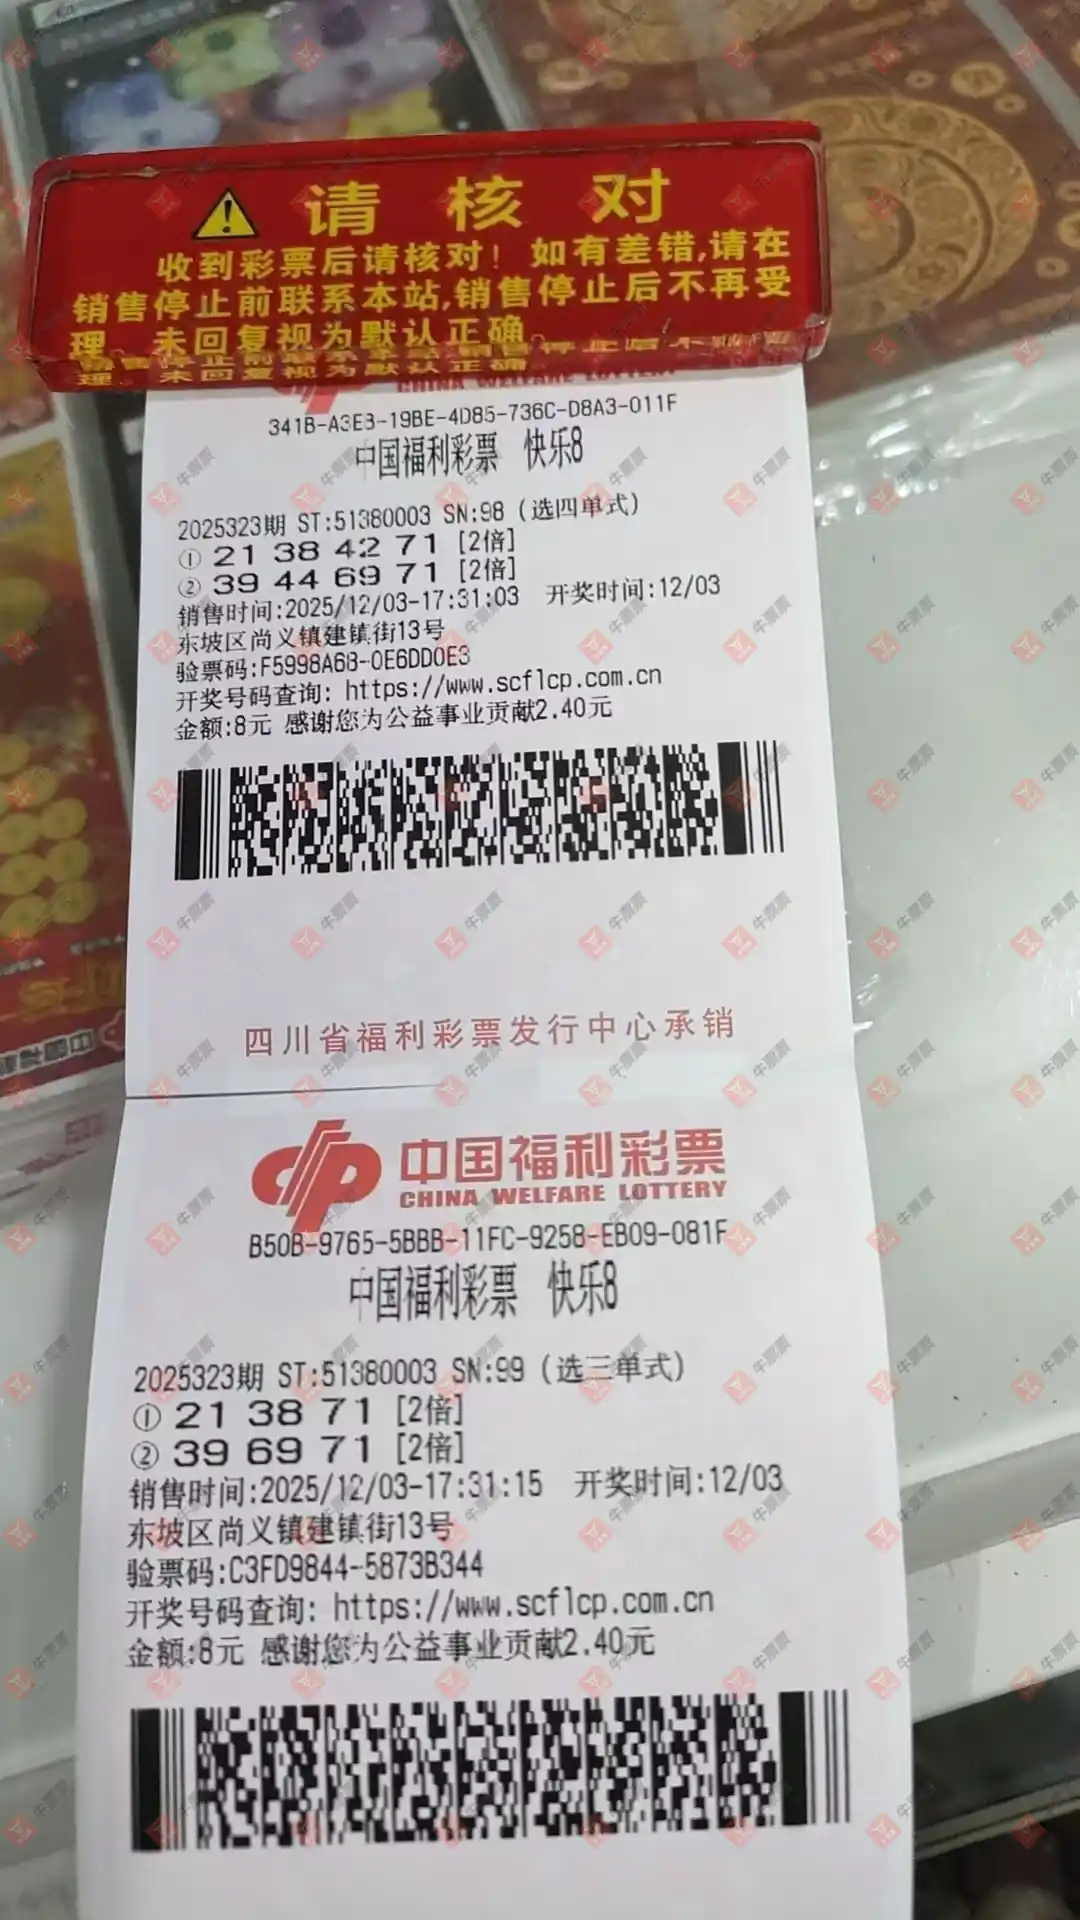 请核对
收到彩票后请核对！如有差错,请在
销售停止前联系本站,销售停止后不再受
理。未回复视为默认正确。
CHINA WELFARE LOTTERY
341B-A3E3-19BE-4D85-736C-D8A3-011F
中国福利彩票 快乐8
2025323期 ST:51380003 SN:98 (选四单式)
① 21 38 42 71 [2倍]
② 39 44 69 71 [2倍]
销售时间:2025/12/03-17:31:03 开奖时间:12/03
东坡区尚义镇建镇街13号
验票码:F5998A6B-0E6DD0E3
开奖号码查询: https://www.scflcp.com.cn
金额:8元 感谢您为公益事业贡献2.40元
四川省福利彩票发行中心承销
中国福利彩票
CHINA WELFARE LOTTERY
B50B-9765-5BBB-11FC-9258-EB09-081F
中国福利彩票 快乐8
2025323期 ST:51380003 SN:99 (选三单式)
① 21 38 71 [2倍]
② 39 69 71 [2倍]
销售时间:2025/12/03-17:31:15 开奖时间:12/03
东坡区尚义镇建镇街13号
验票码:C3FD9844-5873B344
开奖号码查询: https://www.scflcp.com.cn
金额:8元 感谢您为公益事业贡献2.40元
牛票票